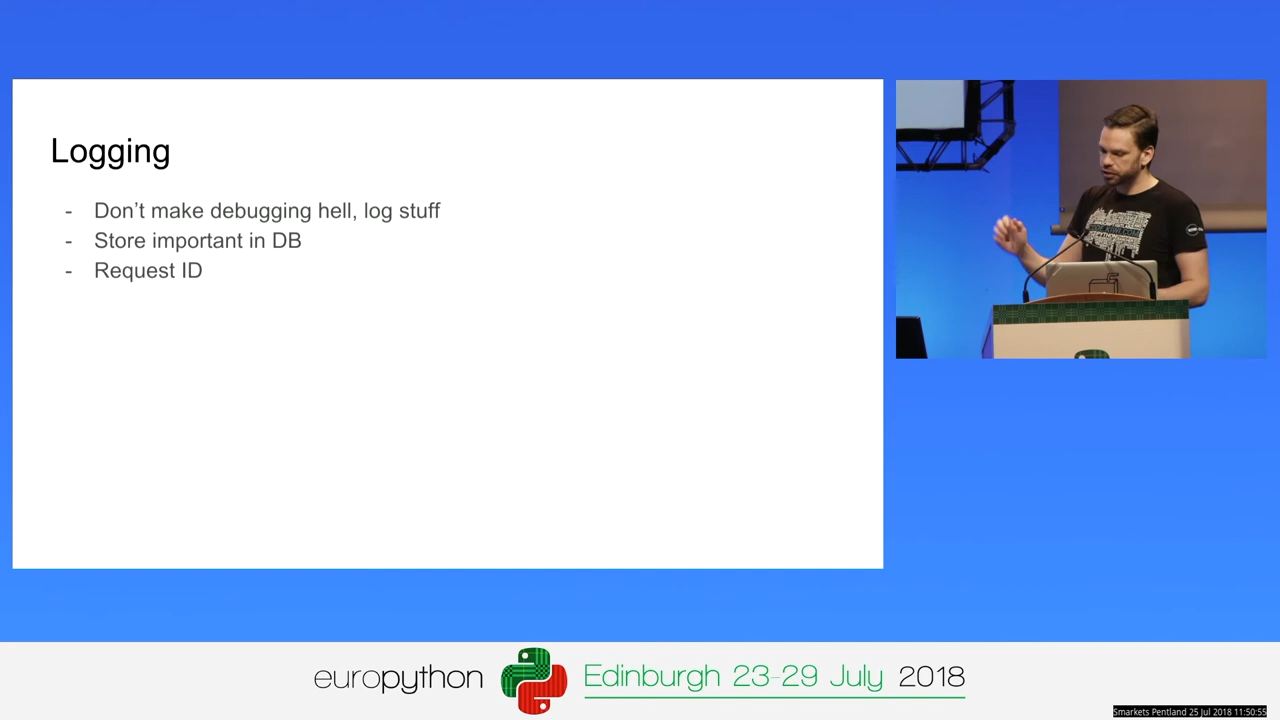 Logging
- Don't make debugging hell, log stuff
- Store important in DB
- Request ID
europython Edinburgh 23-29 July 2018
Smarkets Pentland 25 Jul 2018 11:50:55